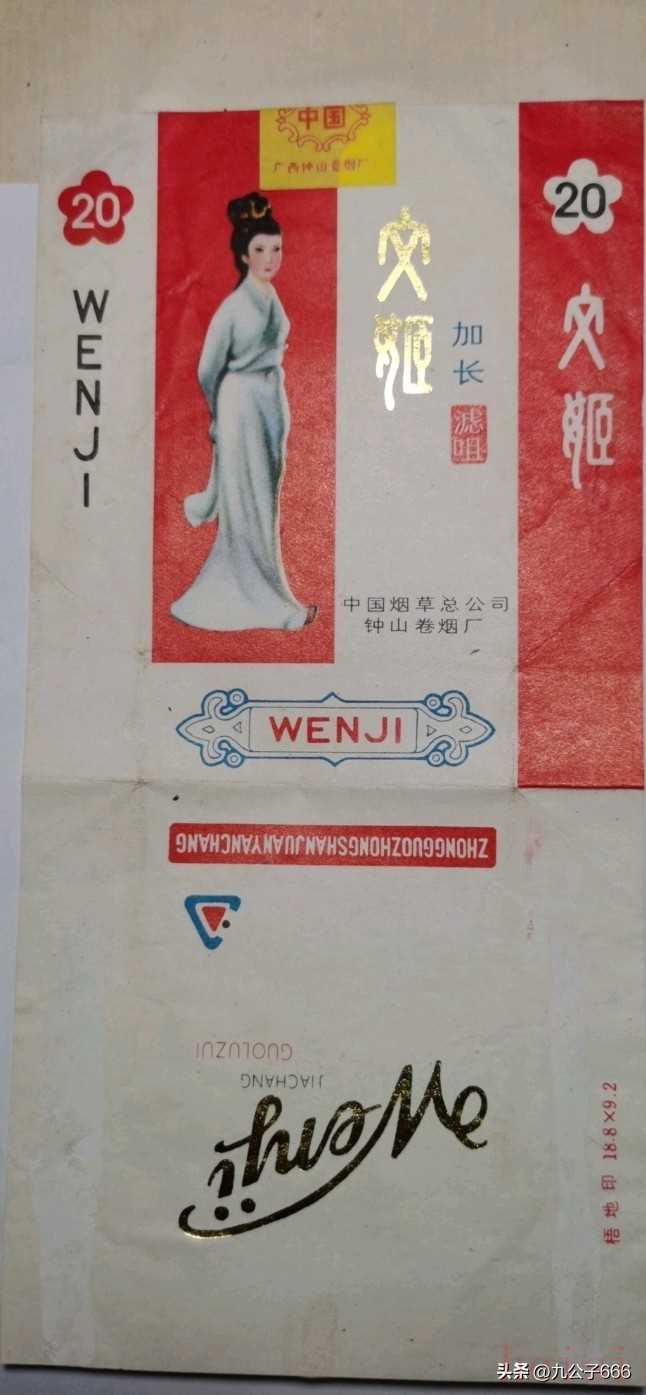 中国
广西钟山卷烟厂
20
WENJI
文姬
加长
滤咀
20
文姬
中国烟草总公司
钟山卷烟厂
WENJI
ZHONGGUOZHONGSHANJUANYANCHANG
GUOLUZUI
JIACHANG
Wenji
梧地印 18.8×9.2
头条 @九公子666